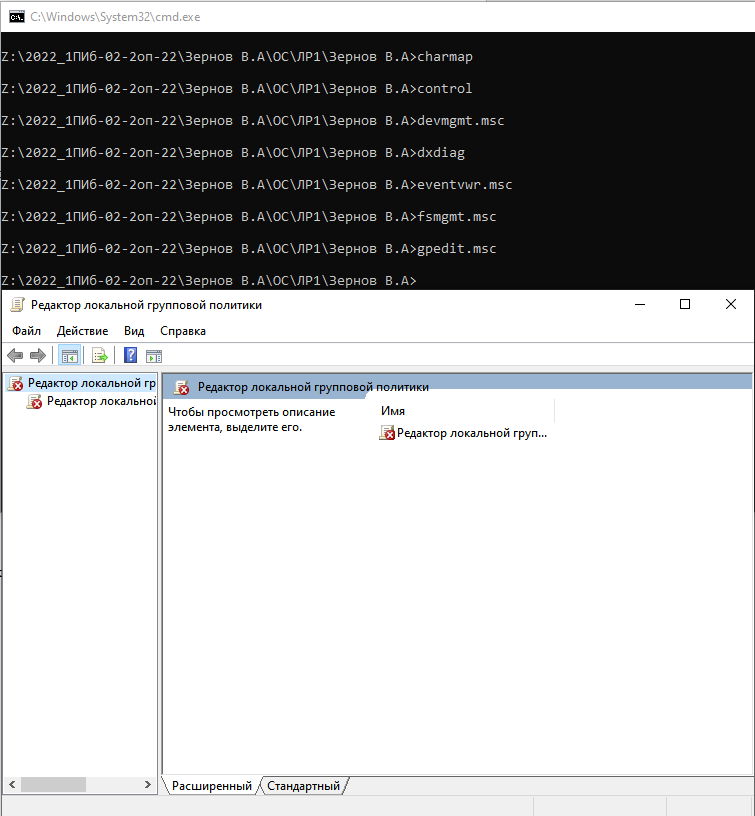 C:\Windows\System32\cmd.exe
Z:\2022_1ПИб-02-2оп-22\Зернов В.А\ОС\ЛР1\Зернов В.А>charmap
Z:\2022_1ПИб-02-2оп-22\Зернов В.А\ОС\ЛР1\Зернов В.А>control
Z:\2022_1ПИб-02-2оп-22\Зернов В.А\ОС\ЛР1\Зернов В.А>devmgmt.msc
Z:\2022_1ПИб-02-2оп-22\Зернов В.А\ОС\ЛР1\Зернов В.А>dxdiag
Z:\2022_1ПИб-02-2оп-22\Зернов В.А\ОС\ЛР1\Зернов В.А>eventvwr.msc
Z:\2022_1ПИб-02-2оп-22\Зернов В.А\ОС\ЛР1\Зернов В.А>fsmgmt.msc
Z:\2022_1ПИб-02-2оп-22\Зернов В.А\ОС\ЛР1\Зернов В.А>gpedit.msc
Z:\2022_1ПИб-02-2оп-22\Зернов В.А\ОС\ЛР1\Зернов В.А>
Редактор локальной групповой политики
Файл Действие Вид Справка
Редактор локальной гр
Редактор локальной
Редактор локальной групповой политики
Чтобы просмотреть описание
элемента, выделите его.
Имя
Редактор локальной груп...
Расширенный Стандартный